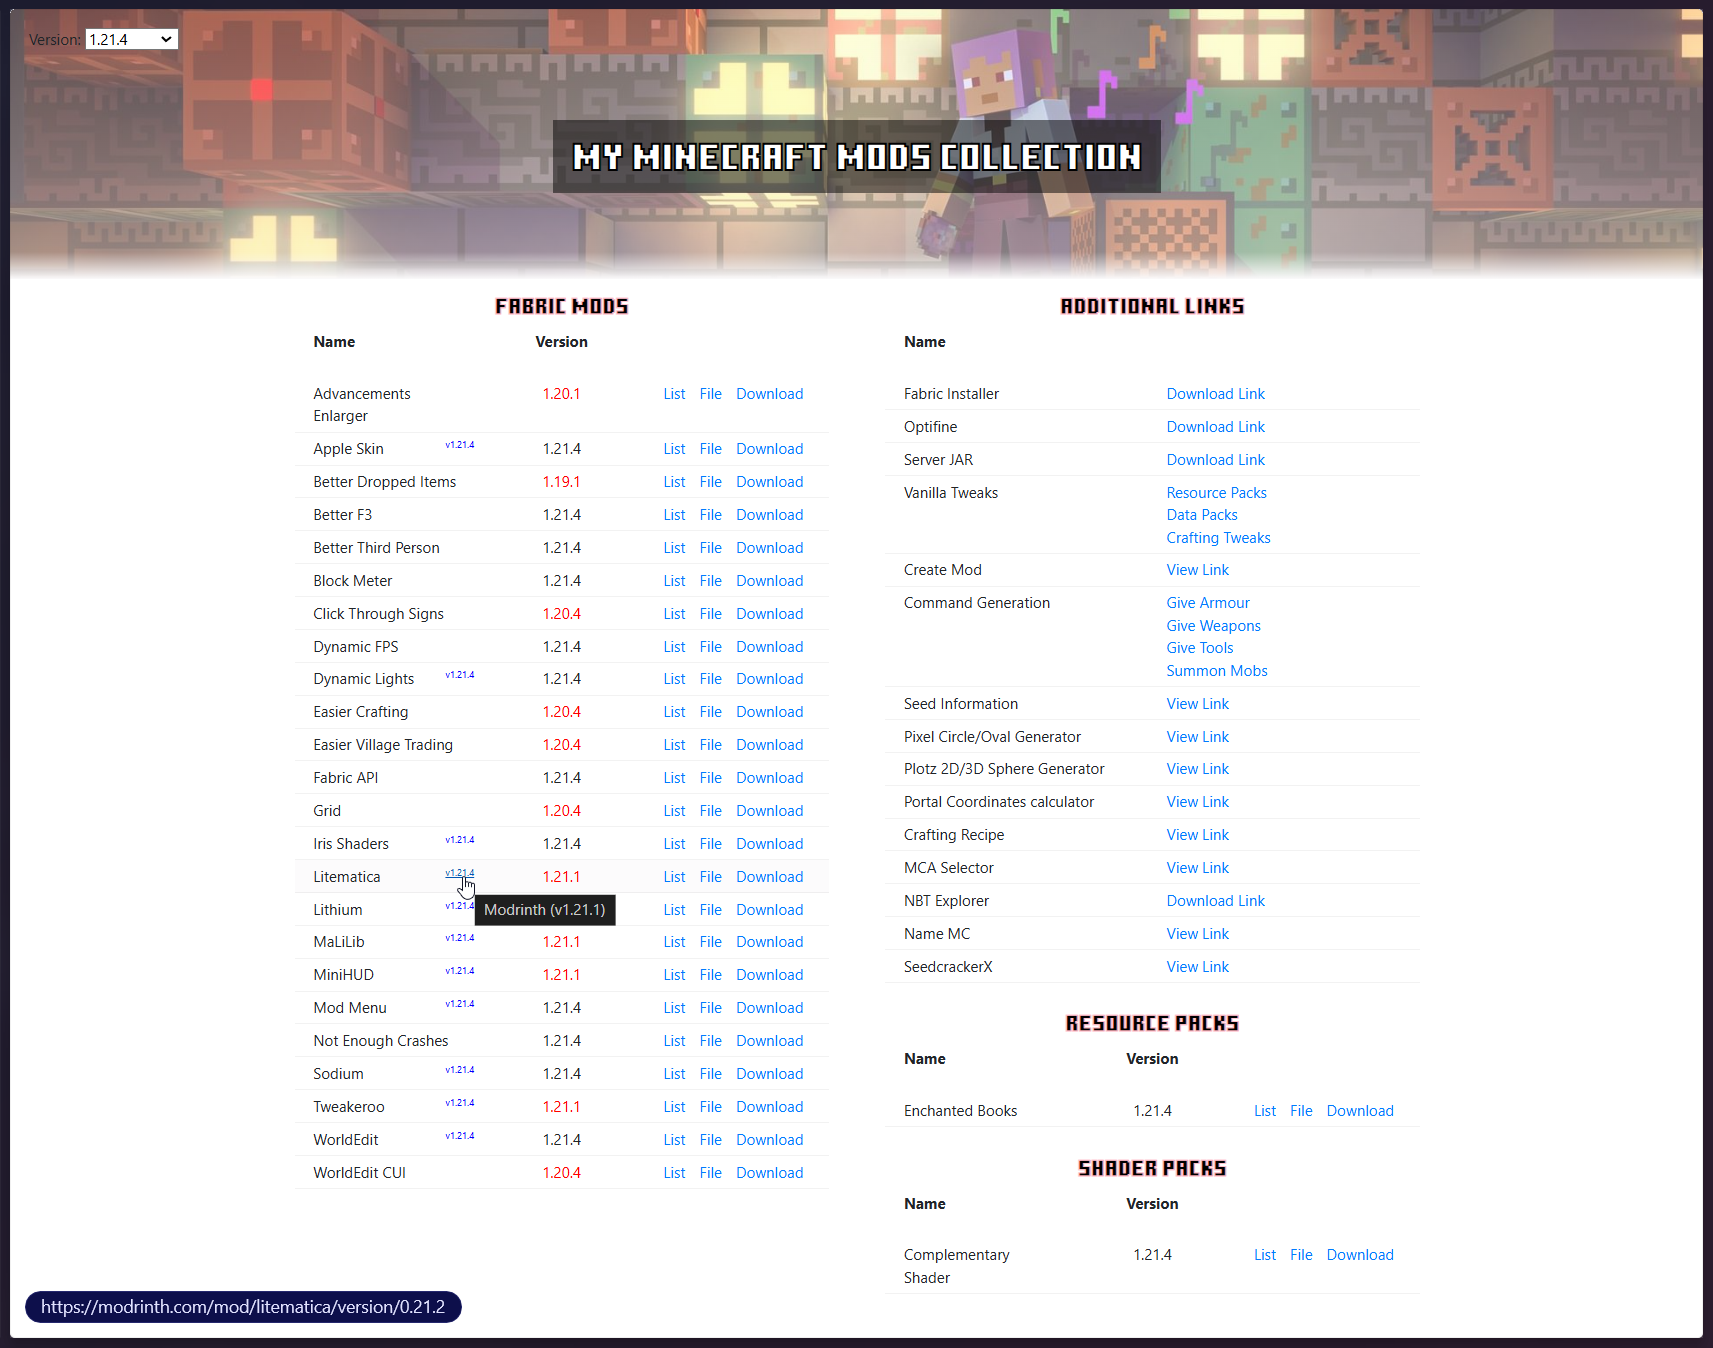 Version: 1.21.4
MY MINECRAFT MODS COLLECTION
FABRIC MODS
Name Version
Advancements Enlarger 1.20.1 List File Download
Apple Skin v1.21.4 1.21.4 List File Download
Better Dropped Items 1.19.1 List File Download
Better F3 1.21.4 List File Download
Better Third Person 1.21.4 List File Download
Block Meter 1.21.4 List File Download
Click Through Signs 1.20.4 List File Download
Dynamic FPS 1.21.4 List File Download
Dynamic Lights v1.21.4 1.21.4 List File Download
Easier Crafting 1.20.4 List File Download
Easier Village Trading 1.20.4 List File Download
Fabric API 1.21.4 List File Download
Grid 1.20.4 List File Download
Iris Shaders v1.21.4 1.21.4 List File Download
Litematica v1.21.4 1.21.1 List File Download
Modrinth (v1.21.1)
Lithium v1.21.4 List File Download
MaLiLib v1.21.4 1.21.1 List File Download
MiniHUD v1.21.4 1.21.1 List File Download
Mod Menu v1.21.4 1.21.4 List File Download
Not Enough Crashes 1.21.4 List File Download
Sodium v1.21.4 1.21.4 List File Download
Tweakeroo v1.21.4 1.21.1 List File Download
WorldEdit v1.21.4 1.21.4 List File Download
WorldEdit CUI 1.20.4 List File Download
ADDITIONAL LINKS
Name
Fabric Installer Download Link
Optifine Download Link
Server JAR Download Link
Vanilla Tweaks Resource Packs
Data Packs
Crafting Tweaks
Create Mod View Link
Command Generation Give Armour
Give Weapons
Give Tools
Summon Mobs
Seed Information View Link
Pixel Circle/Oval Generator View Link
Plotz 2D/3D Sphere Generator View Link
Portal Coordinates calculator View Link
Crafting Recipe View Link
MCA Selector View Link
NBT Explorer Download Link
Name MC View Link
SeedcrackerX View Link
RESOURCE PACKS
Name Version
Enchanted Books 1.21.4 List File Download
SHADER PACKS
Name Version
Complementary Shader 1.21.4 List File Download
https://modrinth.com/mod/litematica/version/0.21.2